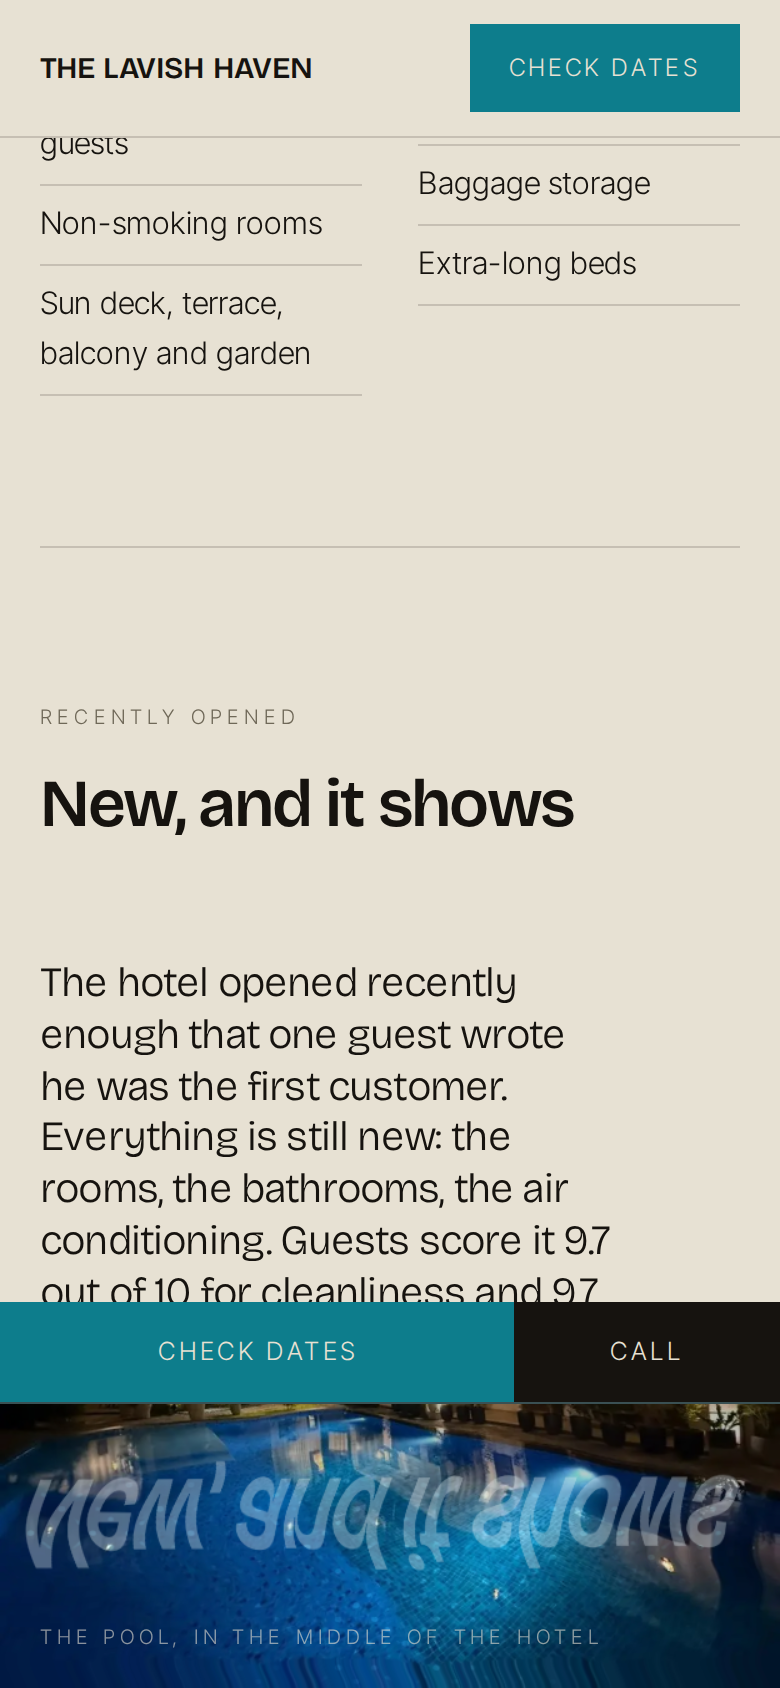 THE LAVISH HAVEN
CHECK DATES
guests
Non-smoking rooms
Sun deck, terrace,
balcony and garden
Baggage storage
Extra-long beds
RECENTLY OPENED
New, and it shows
The hotel opened recently
enough that one guest wrote
he was the first customer.
Everything is still new: the
rooms, the bathrooms, the air
conditioning. Guests score it 9.7
out of 10 for cleanliness and 9.7
CHECK DATES
CALL
New, and it shows
THE POOL, IN THE MIDDLE OF THE HOTEL